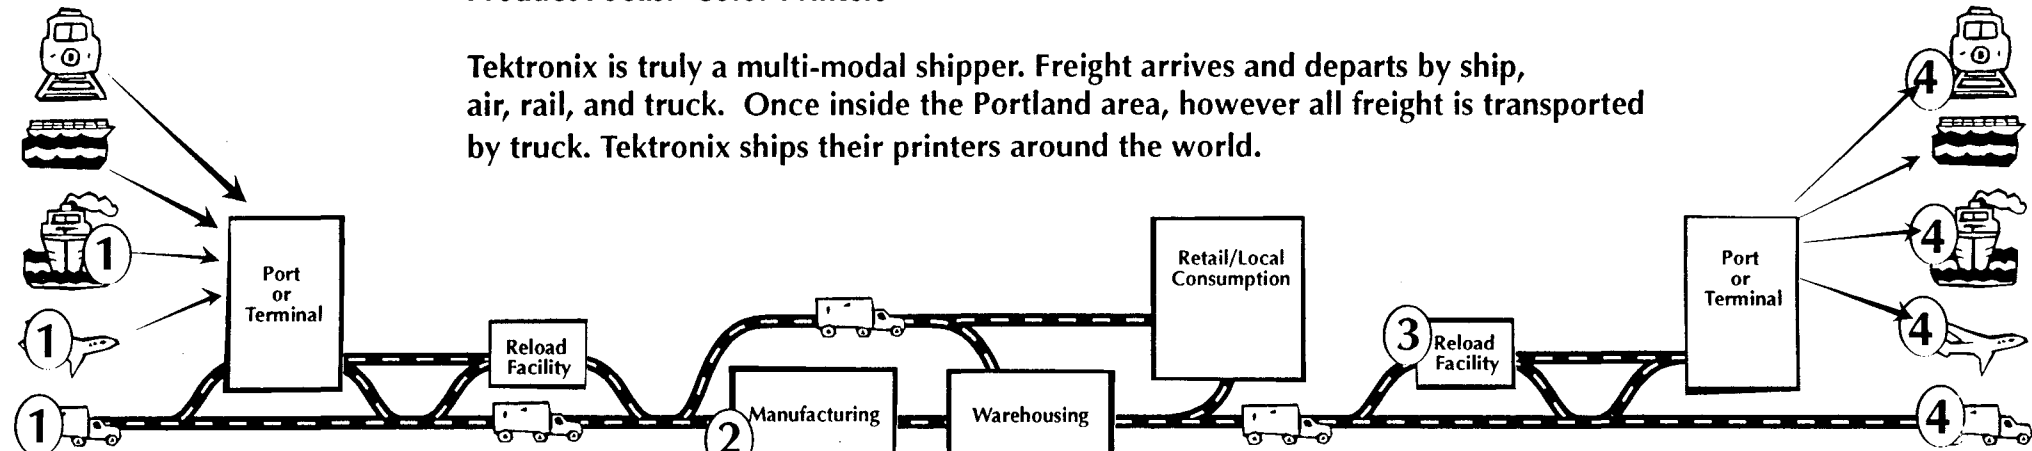 Tektronix is truly a multi-modal shipper. Freight arrives and departs by ship,
air, rail, and truck. Once inside the Portland area, however all freight is transported
by truck. Tektronix ships their printers around the world.
4
1
4
Port
or
Terminal
Retail/Local
Consumption
Port
or
Terminal
1
Reload
Facility
3
Reload
Facility
4
1
2
Manufacturing
Warehousing
4